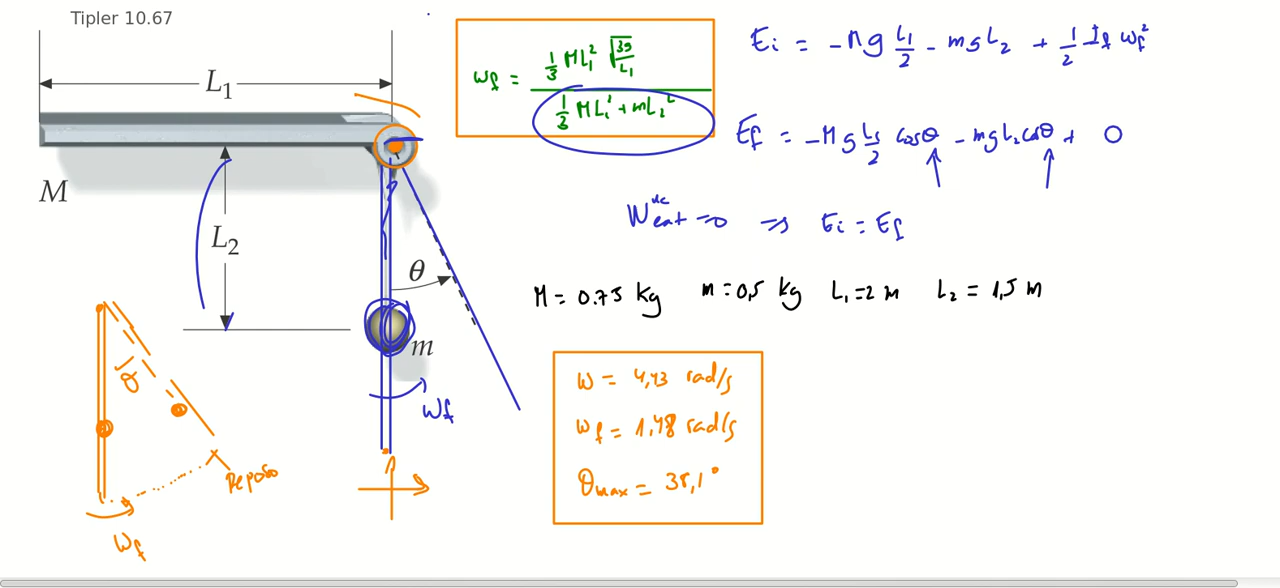 Tipler 10.67
L₁
M
L₂
θ
m
ωf
θ
Reposo
ωf
ωf = (1/3 ML₁² √(3g/L₁)) / (1/3 ML₁² + mL₂²)
Ei = -Mg L₁/2 - mgL₂ + 1/2 If ωf²
Ef = -Mg L₁/2 cosθ - mgL₂cosθ + 0
W^nc ext = 0 ⇒ Ei = Ef
M = 0.75 kg m = 0,5 kg L₁ = 2 m L₂ = 1,5 m
ω = 4,43 rad/s
ωf = 1,48 rad/s
θmax = 38,1°